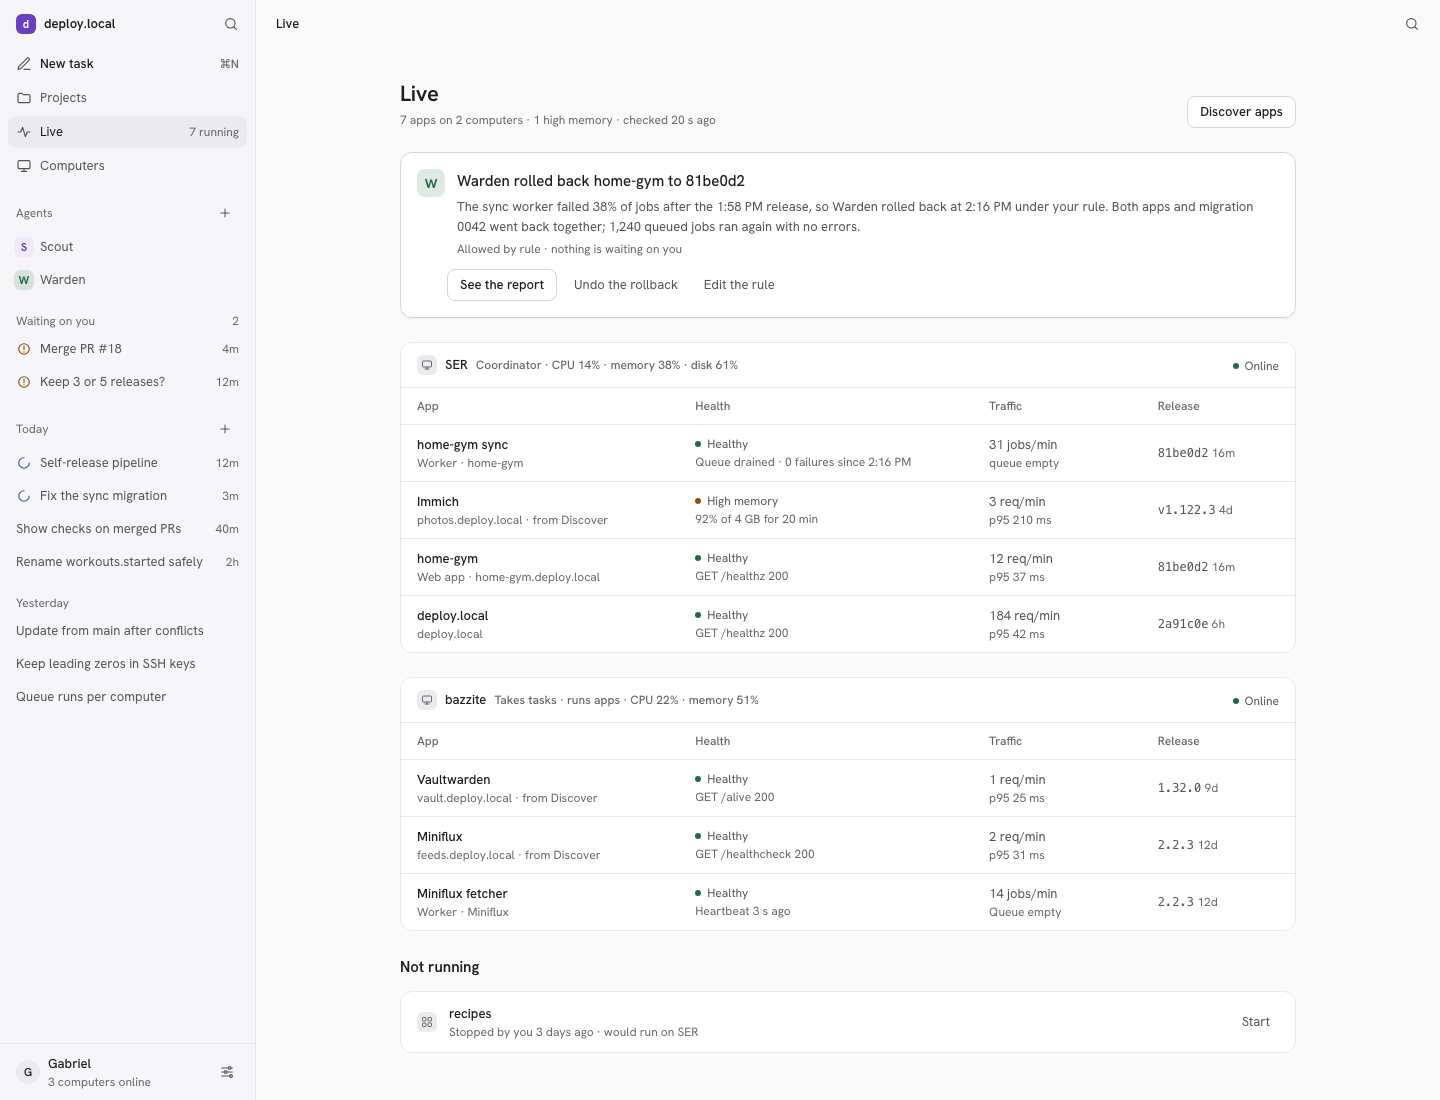 d deploy.local
New task ⌘N
Projects
Live 7 running
Computers
Agents
S Scout
W Warden
Waiting on you 2
Merge PR #18 4m
Keep 3 or 5 releases? 12m
Today
Self-release pipeline 12m
Fix the sync migration 3m
Show checks on merged PRs 40m
Rename workouts.started safely 2h
Yesterday
Update from main after conflicts
Keep leading zeros in SSH keys
Queue runs per computer
G Gabriel
3 computers online
Live
Live
7 apps on 2 computers · 1 high memory · checked 20 s ago
Discover apps
W Warden rolled back home-gym to 81be0d2
The sync worker failed 38% of jobs after the 1:58 PM release, so Warden rolled back at 2:16 PM under your rule. Both apps and migration
0042 went back together; 1,240 queued jobs ran again with no errors.
Allowed by rule · nothing is waiting on you
See the report Undo the rollback Edit the rule
SER Coordinator · CPU 14% · memory 38% · disk 61% Online
App Health Traffic Release
home-gym sync Healthy 31 jobs/min 81be0d2 16m
Worker · home-gym Queue drained · 0 failures since 2:16 PM queue empty
Immich High memory 3 req/min v1.122.3 4d
photos.deploy.local · from Discover 92% of 4 GB for 20 min p95 210 ms
home-gym Healthy 12 req/min 81be0d2 16m
Web app · home-gym.deploy.local GET /healthz 200 p95 37 ms
deploy.local Healthy 184 req/min 2a91c0e 6h
deploy.local GET /healthz 200 p95 42 ms
bazzite Takes tasks · runs apps · CPU 22% · memory 51% Online
App Health Traffic Release
Vaultwarden Healthy 1 req/min 1.32.0 9d
vault.deploy.local · from Discover GET /alive 200 p95 25 ms
Miniflux Healthy 2 req/min 2.2.3 12d
feeds.deploy.local · from Discover GET /healthcheck 200 p95 31 ms
Miniflux fetcher Healthy 14 jobs/min 2.2.3 12d
Worker · Miniflux Heartbeat 3 s ago Queue empty
Not running
recipes
Stopped by you 3 days ago · would run on SER
Start